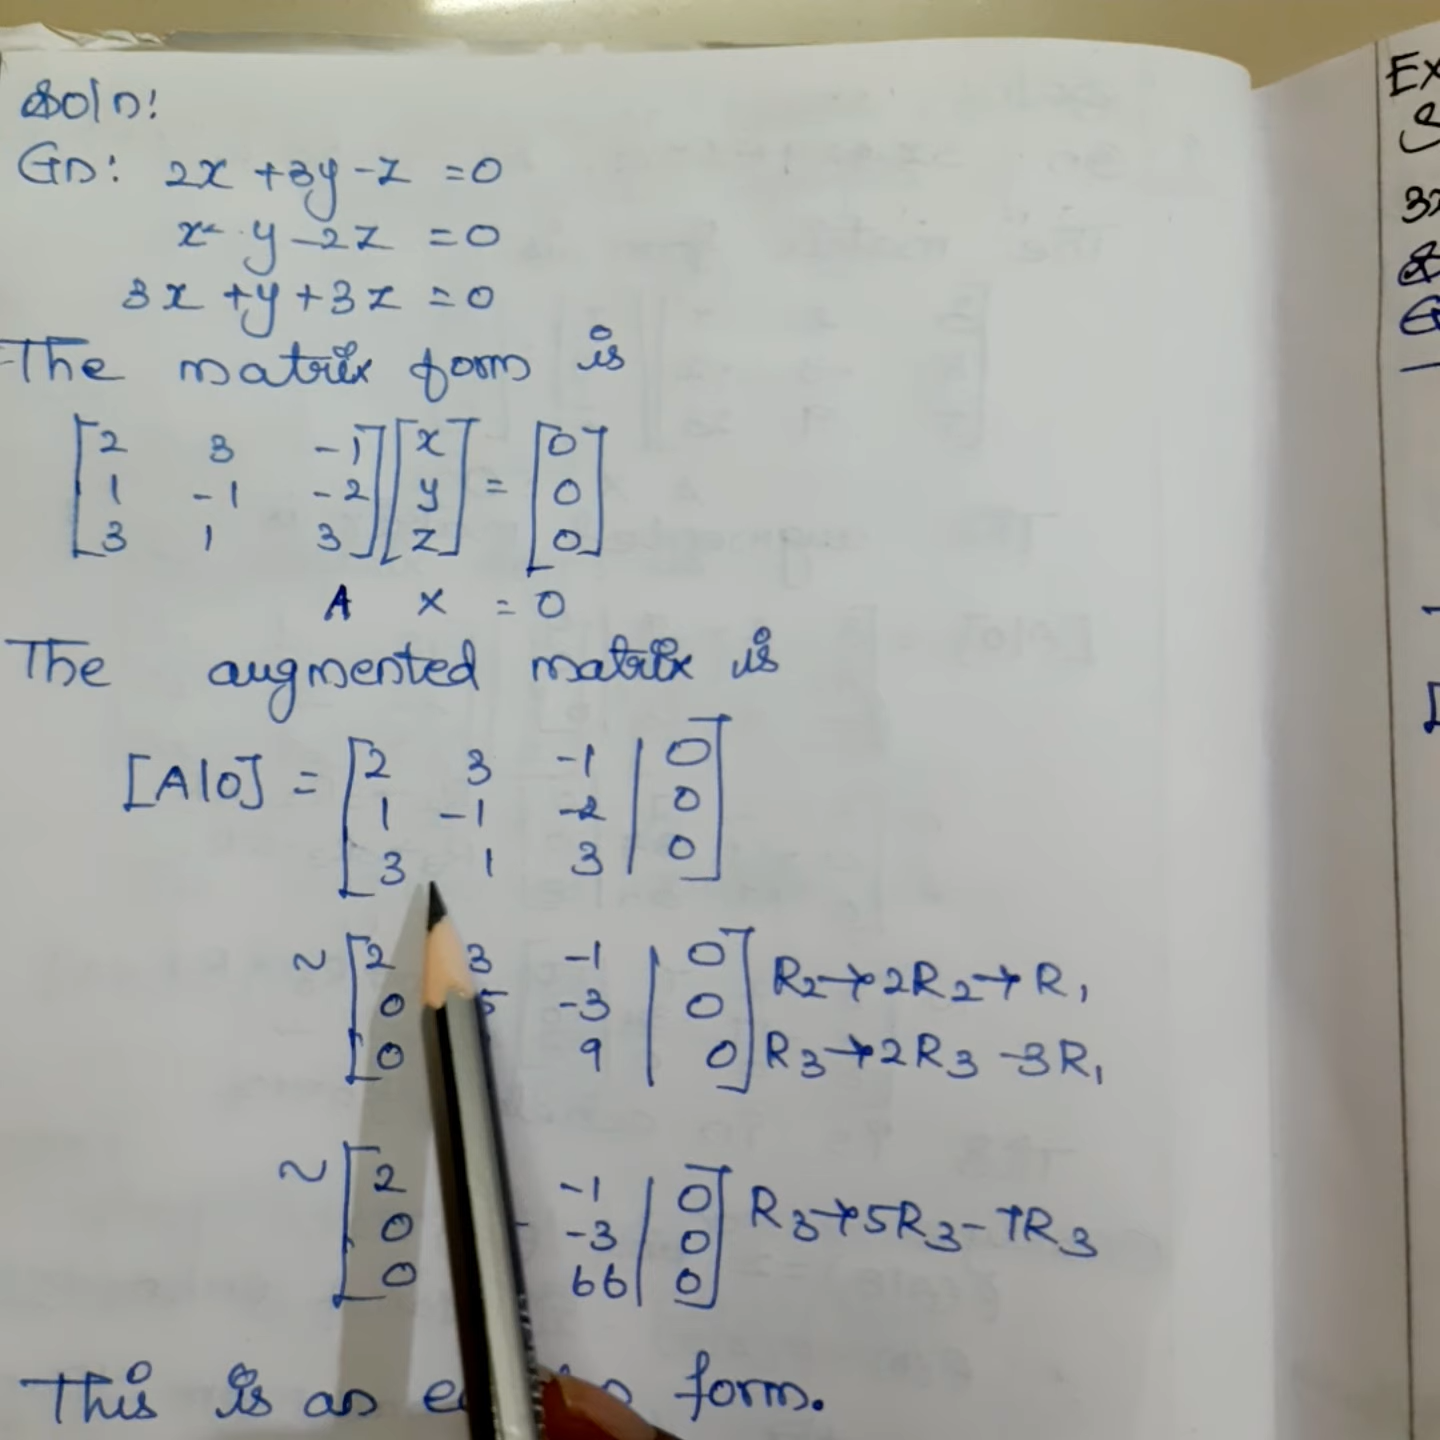 Soln:
Gn: 2x + 3y - z = 0
x - y - 2z = 0
3x + y + 3z = 0
The matrix form is
[2 3 -1] [x] [0]
[1 -1 -2] [y] = [0]
[3 1 3] [z] [0]
A X = 0
The augmented matrix is
[A|0] = [2 3 -1 | 0]
[1 -1 -2 | 0]
[3 1 3 | 0]
~ [2 3 -1 | 0] R2→2R2→R1
[0 5 -3 | 0]
[0 9 | 0] R3→2R3-3R1
~ [2 -1 | 0] R3→5R3-7R3
[0 -3 | 0]
[0 66 | 0]
This is an form.
Ex